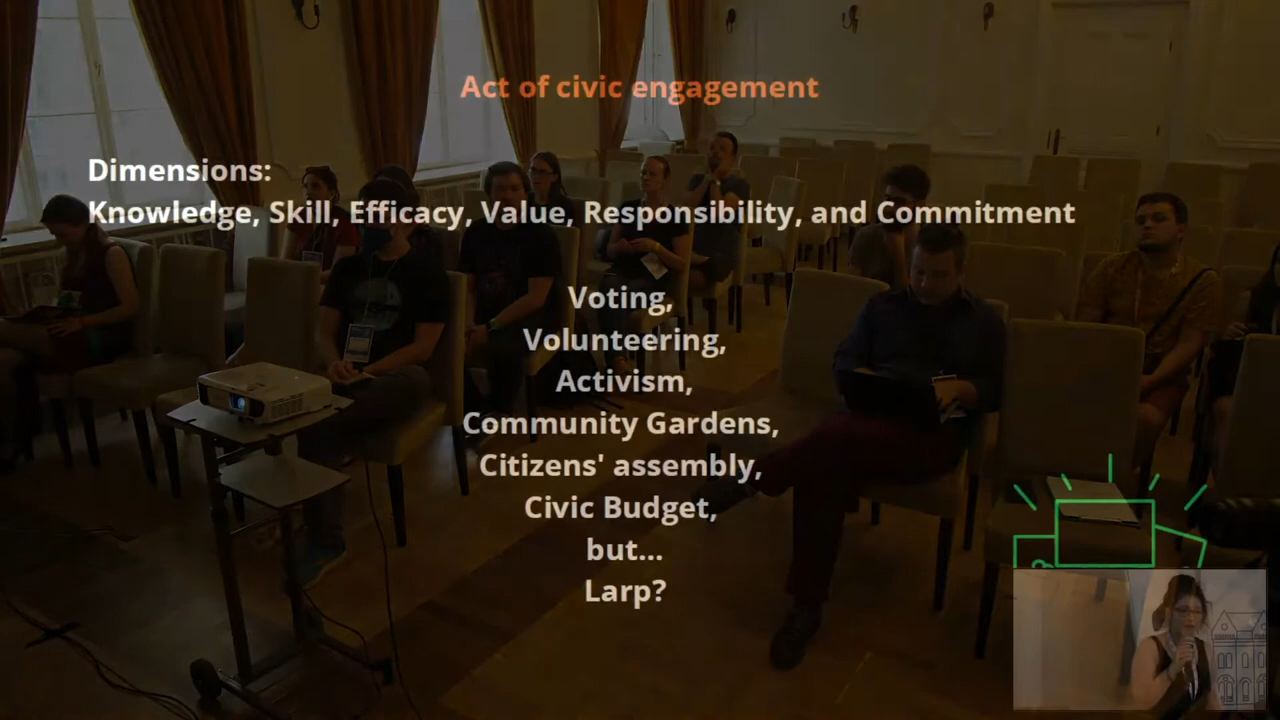 Act of civic engagement
Dimensions:
Knowledge, Skill, Efficacy, Value, Responsibility, and Commitment
Voting,
Volunteering,
Activism,
Community Gardens,
Citizens' assembly,
Civic Budget,
but...
Larp?